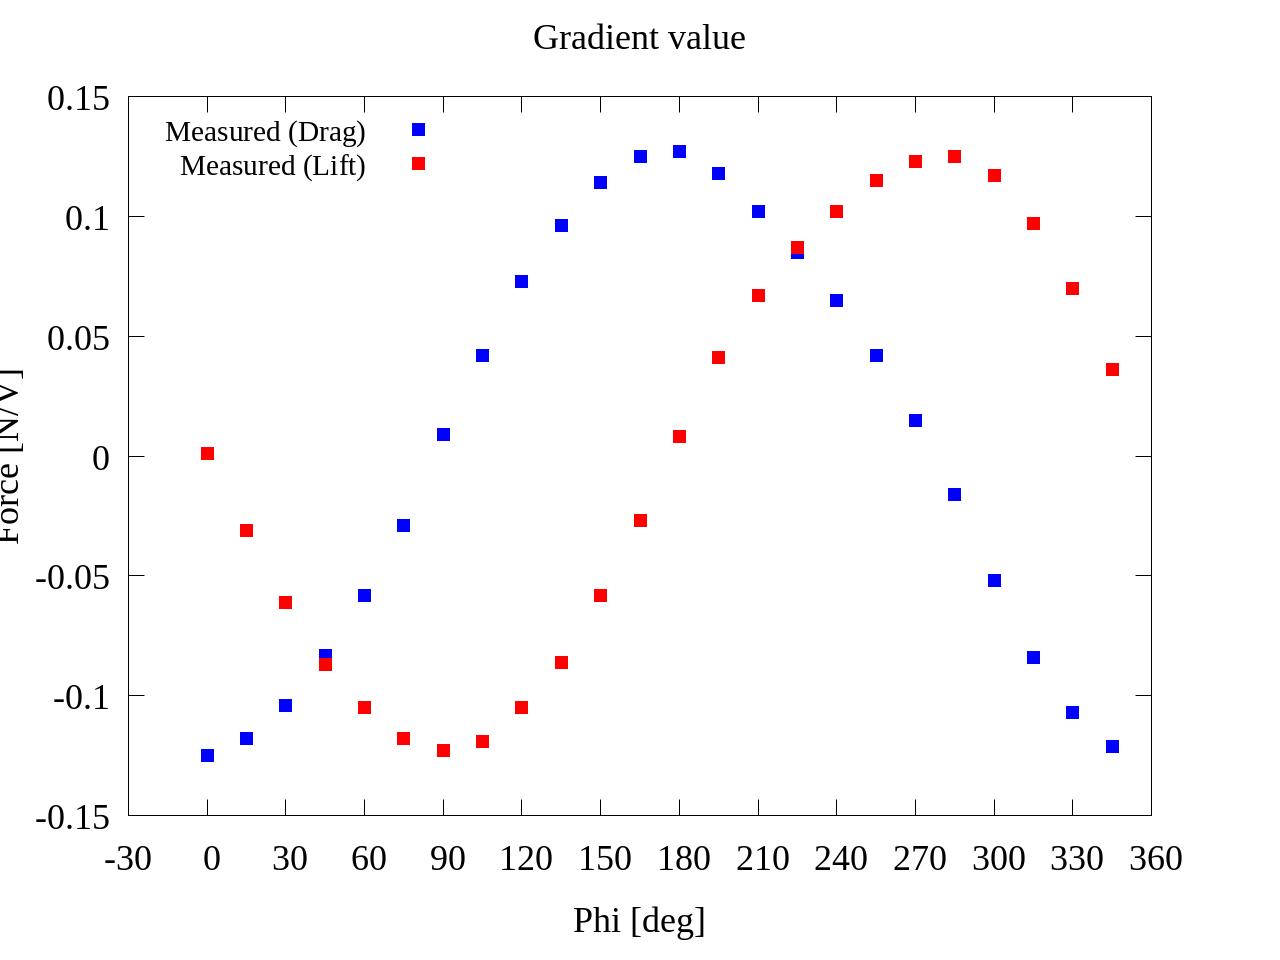 Gradient value
0.15
Measured (Drag)
Measured (Lift)
0.1
0.05
0
-0.05
-0.1
-0.15
Force [N/V]
-30 0 30 60 90 120 150 180 210 240 270 300 330 360
Phi [deg]